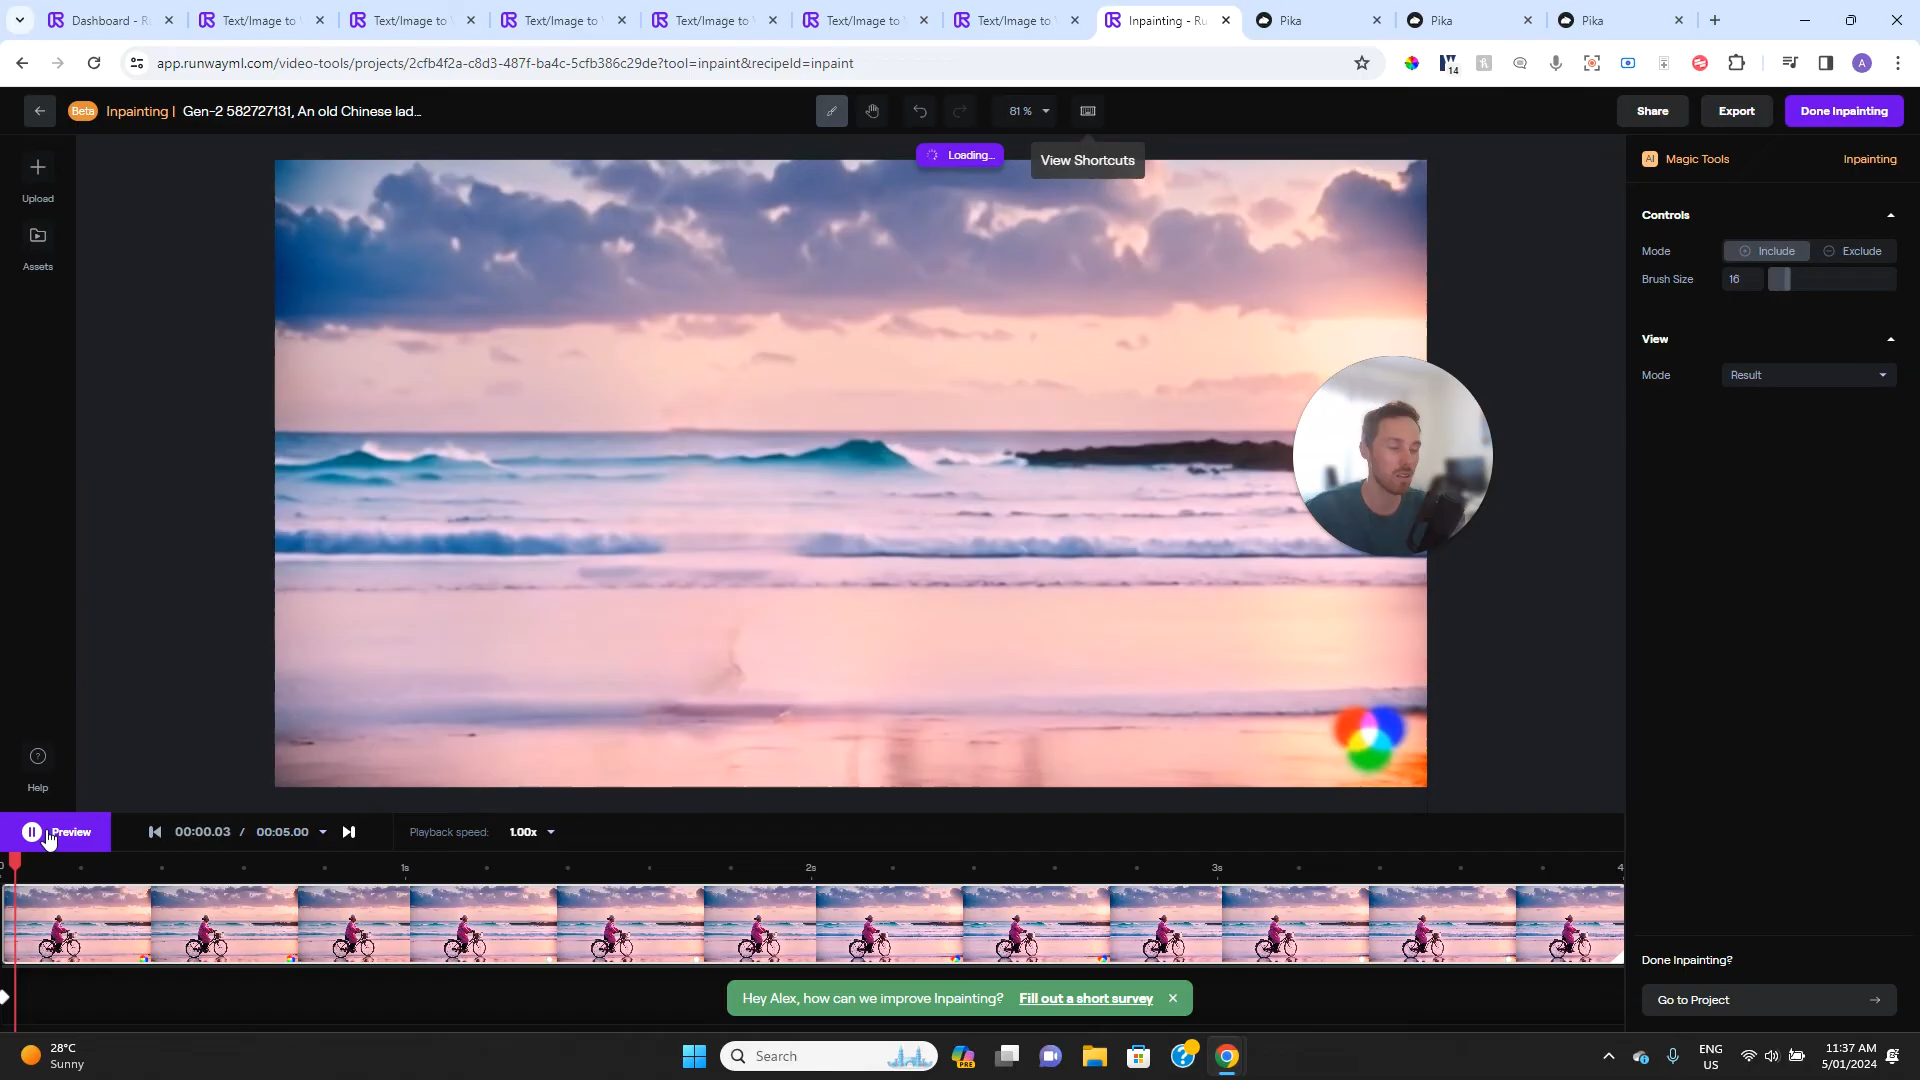 Dashboard - Ru
Text/Image to V
Text/Image to V
Text/Image to V
Text/Image to V
Text/Image to V
Text/Image to V
Inpainting - Ru
Pika
Pika
Pika
app.runwayml.com/video-tools/projects/2cfb4f2a-c8d3-487f-ba4c-5cfb386c29de?tool=inpaint&recipeId=inpaint
14
A
Beta
Inpainting |
Gen-2 582727131, An old Chinese lad...
81 %
Share
Export
Done Inpainting
Loading...
View Shortcuts
AI Magic Tools
Inpainting
Upload
Assets
Controls
Mode
Include
Exclude
Brush Size
16
View
Mode
Result
Help
Preview
00:00.03 / 00:05.00
Playback speed:
1.00x
0
1s
2s
3s
4
Done Inpainting?
Go to Project
Hey Alex, how can we improve Inpainting? Fill out a short survey
28°C
Sunny
Search
PRE
ENG
US
11:37 AM
5/01/2024